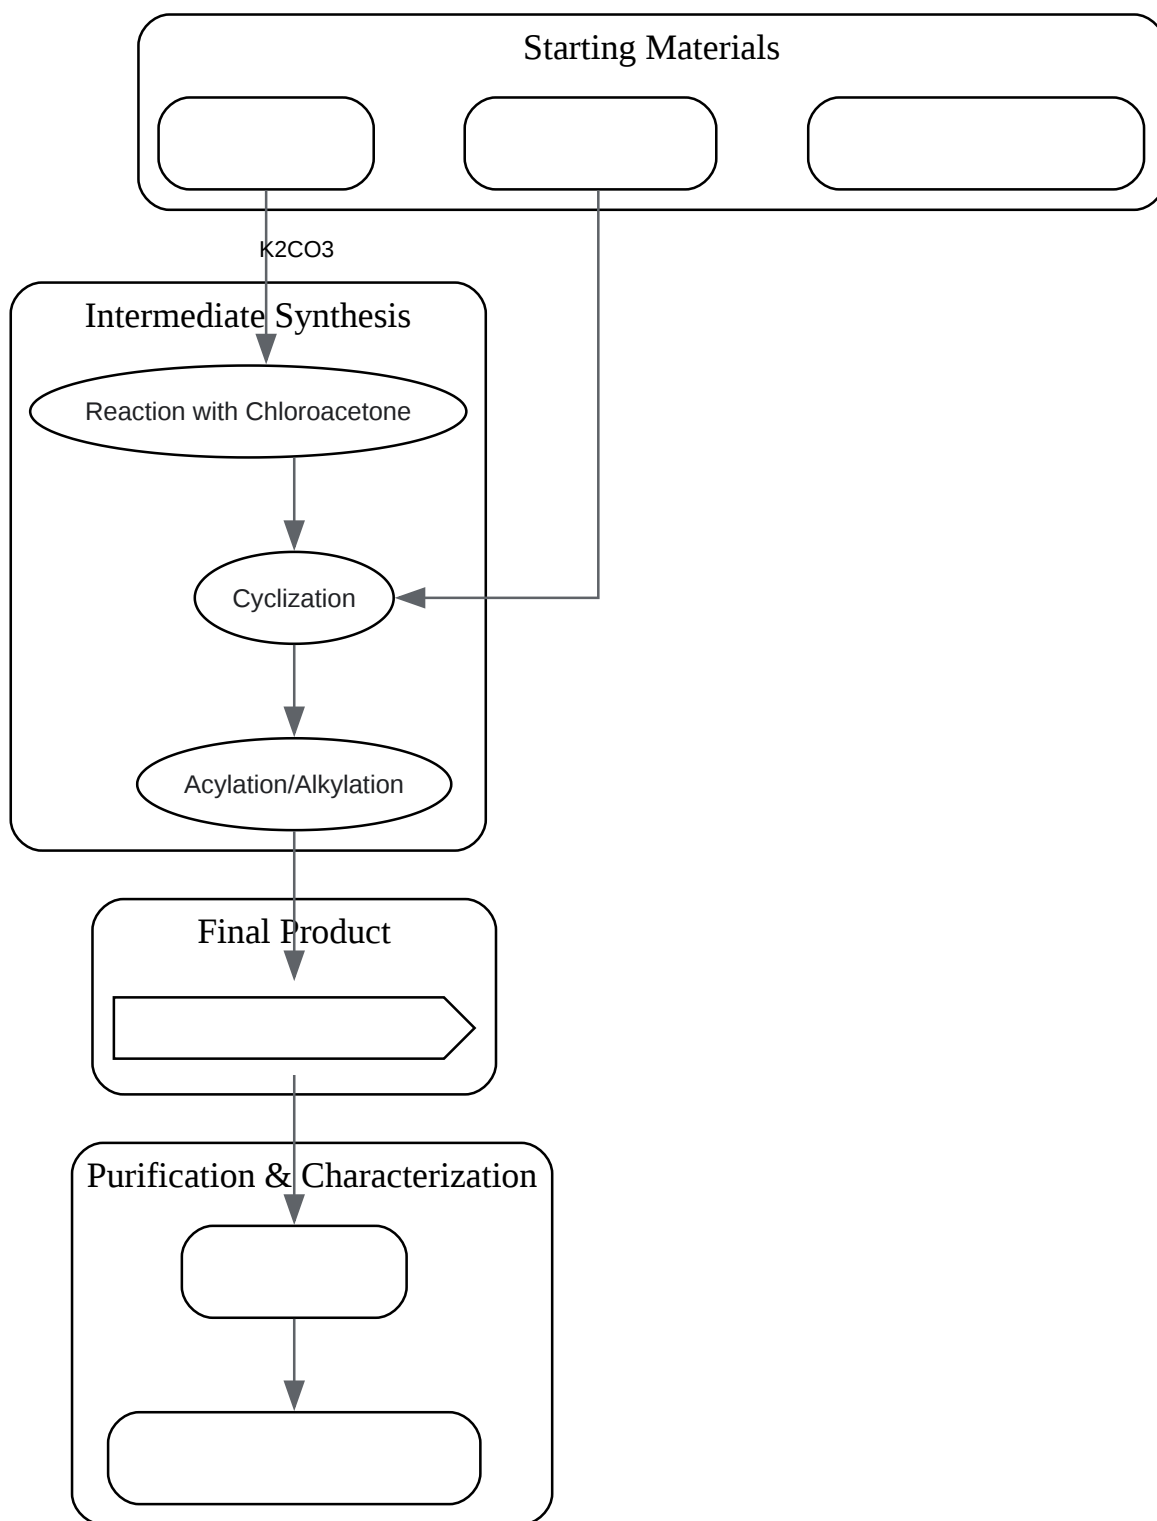 Starting Materials
K2CO3
Intermediate Synthesis
Reaction with Chloroacetone
Cyclization
Acylation/Alkylation
Final Product
Purification & Characterization